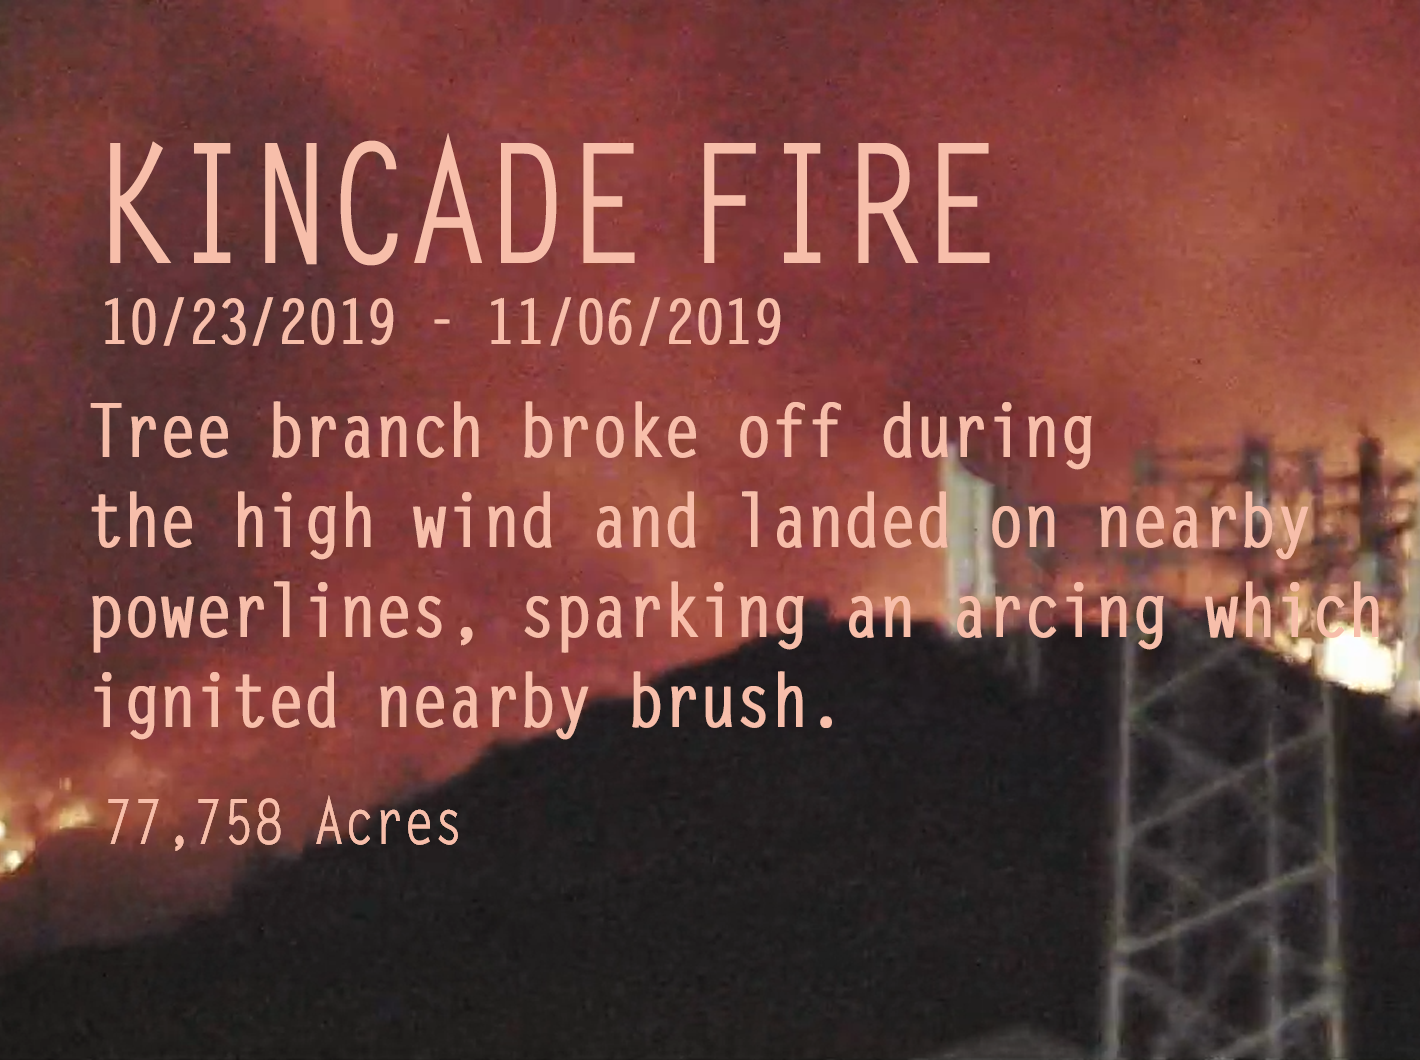 KINCADE FIRE
10/23/2019 - 11/06/2019
Tree branch broke off during
the high wind and landed on nearby
powerlines, sparking an arcing which
ignited nearby brush.
77,758 Acres